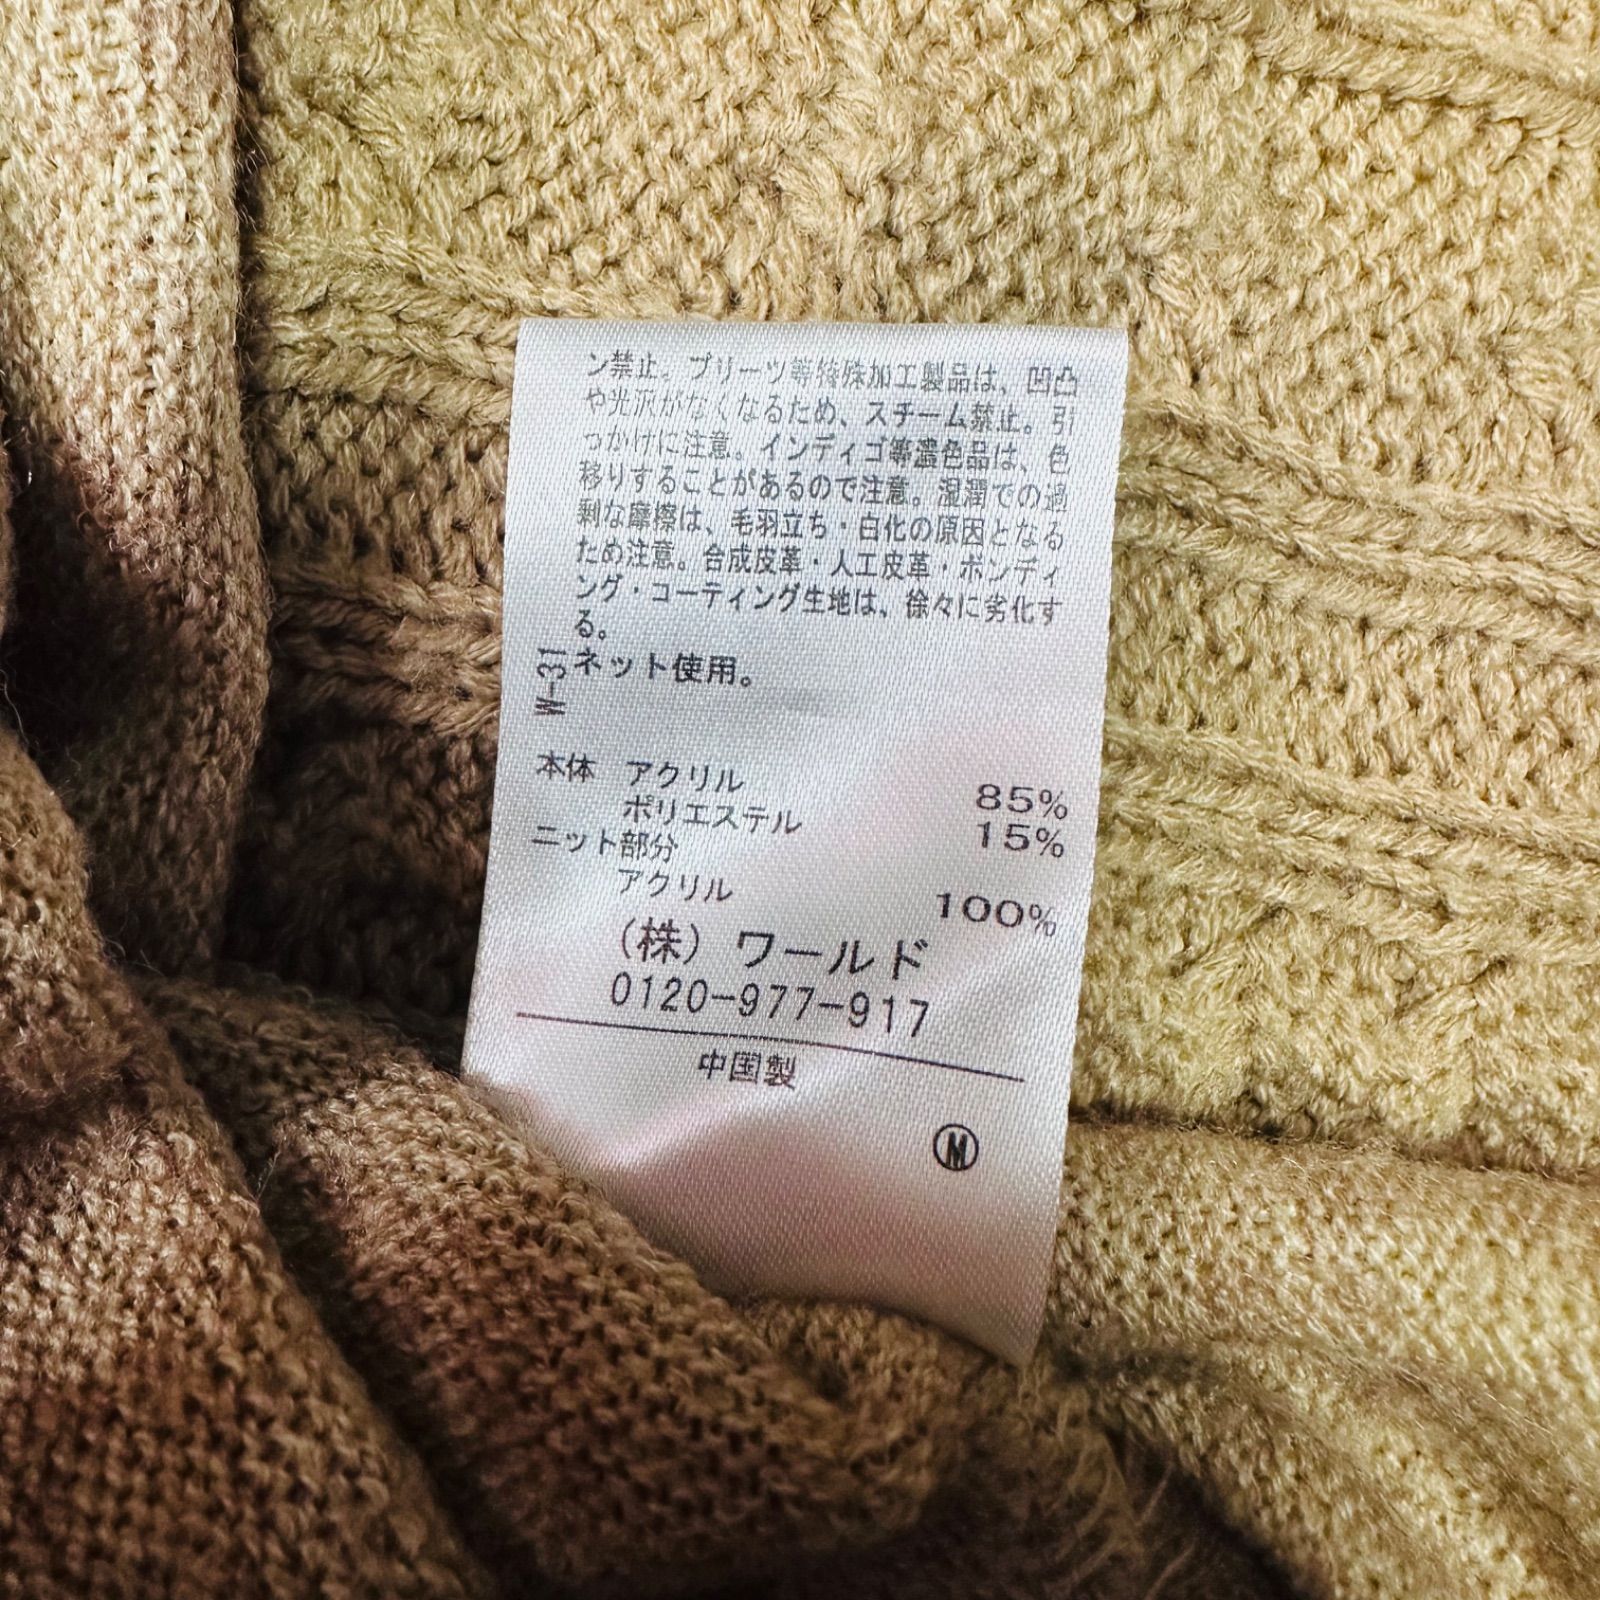 ン禁止。プリーツ等特殊加工製品は、凹凸
や光沢がなくなるため、スチーム禁止。引
っかけに注意。インディゴ等濃色品は、色
移りすることがあるので注意。湿潤での過
剰な摩擦は、毛羽立ち・白化の原因となる
ため注意。合成皮革・人工皮革・ボンディ
ング・コーティング生地は、徐々に劣化す
る。
W-31
ネット使用。
本体 アクリル 85%
ポリエステル 15%
ニット部分
アクリル 100%
(株) ワールド
0120-977-917
中国製
M